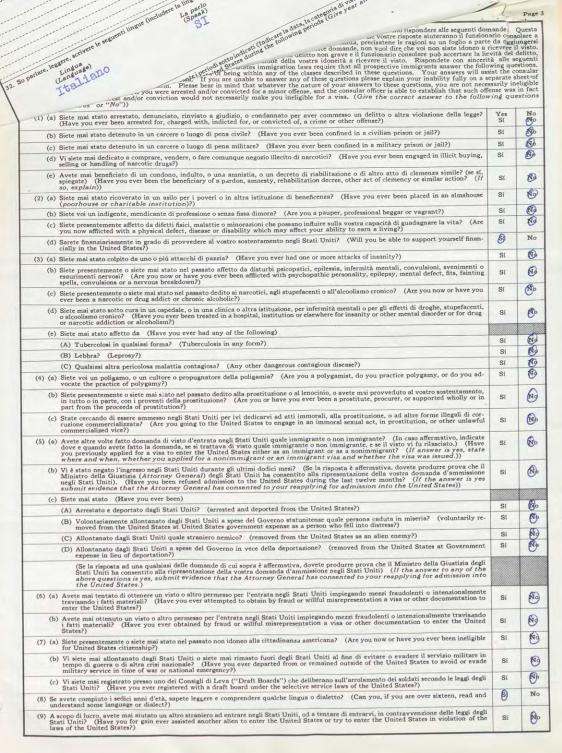 Page 3
32. So parlare, leggere, scrivere le seguenti lingue (includere la
Lingua
(Language)
Io parlo
(Speak)
Italiano
SI
no rispondere alle seguenti domande. Questo
vostre risposte aiuteranno il funzionario consolare a
precisatene le ragioni su un foglio a parte da
domande, non vuol dire che voi non siete idoneo a ricevere il visto.
non grave e il funzionario consolare può accertare la lievità del delitto,
vostra idoneità a ricevere il visto. Rispondete con sincerità alle seguenti
immigration laws require that all prospective immigrants answer the following questions.
of being within any of the classes described in these questions. Your answers will assist the consular
If you are unable to answer any of these questions please explain your inability fully on a separate sheet of
in. Please bear in mind that whatever the nature of your answers to these questions, you are not necessarily ineligible
you were arrested and/or convicted for a minor offense, and the consular officer is able to establish that such offense was in fact
est and/or conviction would not necessarily make you ineligible for a visa. (Give the correct answer to the following questions
or "No"))
(1) (a) Siete mai stato arrestato, denunciato, rinviato a giudizio, o condannato per aver commesso un delitto o altra violazione della legge? Yes No
(Have you ever been arrested for, charged with, indicted for, or convicted of, a crime or other offense?) Si No
(b) Siete mai stato detenuto in un carcere o luogo di pena civile? (Have you ever been confined in a civilian prison or jail?) Si No
(c) Siete mai stato detenuto in un carcere o luogo di pena militare? (Have you ever been confined in a military prison or jail?) Si No
(d) Vi siete mai dedicato a comprare, vendere, o fare comunque negozio illecito di narcotici? (Have you ever been engaged in illicit buying,
selling or handling of narcotic drugs?) Si No
(e) Avete mai beneficiato di un condono, indulto, o una amnistia, o un decreto di riabilitazione o di altro atto di clemenza simile? (se sì,
spiegate) (Have you ever been the beneficiary of a pardon, amnesty, rehabilitation decree, other act of clemency or similar action? (If
so, explain)) Si No
(2) (a) Siete mai stato ricoverato in un asilo per i poveri o in altra istituzione di beneficenza? (Have you ever been placed in an almshouse
(poorhouse or charitable institution)?) Si No
(b) Siete voi un indigente, mendicante di professione o senza fissa dimora? (Are you a pauper, professional beggar or vagrant?) Si No
(c) Siete presentemente affetto da difetti fisici, malattie o minorazioni che possano influire sulla vostra capacità di guadagnare la vita? (Are
you now afflicted with a physical defect, disease or disability which may affect your ability to earn a living?) Si No
(d) Sarete finanziariamente in grado di provvedere al vostro sostentamento negli Stati Uniti? (Will you be able to support yourself finan-
cially in the United States?) Si No
(3) (a) Siete mai stato colpito da uno o più attacchi di pazzia? (Have you ever had one or more attacks of insanity?) Si No
(b) Siete presentemente o siete mai stato nel passato affetto da disturbi psicopatici, epilessia, infermità mentali, convulsioni, svenimenti o
esaurimenti nervosi? (Are you now or have you ever been afflicted with psychopathic personality, epilepsy, mental defect, fits, fainting
spells, convulsions or a nervous breakdown?) Si No
(c) Siete presentemente o siete mai stato nel passato dedito ai narcotici, agli stupefacenti o all'alcoolismo cronico? (Are you now or have you
ever been a narcotic or drug addict or chronic alcoholic?) Si No
(d) Siete mai stato sotto cura in un ospedale, o in una clinica o altra istituzione, per infermità mentali o per gli effetti di droghe, stupefacenti,
o alcoolismo cronico? (Have you ever been treated in a hospital, institution or elsewhere for insanity or other mental disorder or for drug
or narcotic addiction or alcoholism?) Si No
(e) Siete mai stato affetto da (Have you ever had any of the following)
(A) Tubercolosi in qualsiasi forma? (Tuberculosis in any form?) Si No
(B) Lebbra? (Leprosy?) Si No
(C) Qualsiasi altra pericolosa malattia contagiosa? (Any other dangerous contagious disease?) Si No
(4) (a) Siete voi un poligamo, o un cultore o propugnatore della poligamia? (Are you a polygamist, do you practice polygamy, or do you ad-
vocate the practice of polygamy?) Si No
(b) Siete presentemente o siete mai stato nel passato dedito alla prostituzione o al lenocinio, o avete mai provveduto al vostro sostentamento,
in tutto o in parte, con i proventi della prostituzione? (Are you or have you ever been a prostitute, procurer, or supported wholly or in
part from the proceeds of prostitution?) Si No
(c) State cercando di essere ammesso negli Stati Uniti per ivi dedicarvi ad atti immorali, alla prostituzione, o ad altre forme illegali di cor-
ruzione commercializzata? (Are you going to the United States to engage in an immoral sexual act, in prostitution, or other unlawful
commercialized vice?) Si No
(5) (a) Avete altre volte fatto domanda di visto d'entrata negli Stati Uniti quale immigrante o non immigrante? (In caso affermativo, indicate
dove e quando avete fatto la domanda, se si trattava di visto quale immigrante o non immigrante, e se il visto vi fu rilasciato.) (Have
you previously applied for a visa to enter the United States either as an immigrant or as a nonimmigrant? (If answer is yes, state
where and when, whether you applied for a nonimmigrant or an immigrant visa and whether the visa was issued.)) Si No
(b) Vi è stato negato l'ingresso negli Stati Uniti durante gli ultimi dodici mesi? (Se la risposta è affermativa, dovete produrre prova che il
Ministro della Giustizia (Attorney General) degli Stati Uniti ha consentito alla ripresentazione della vostra domanda d'ammissione
negli Stati Uniti). (Have you been refused admission to the United States during the last twelve months? (If the answer is yes
submit evidence that the Attorney General has consented to your reapplying for admission into the United States)) Si No
(c) Siete mai stato (Have you ever been)
(A) Arrestato e deportato dagli Stati Uniti? (arrested and deported from the United States?) Si No
(B) Volontariamente allontanato dagli Stati Uniti a spese del Governo statunitense quale persona caduta in miseria? (voluntarily re-
moved from the United States at United States government expense as a person who fell into distress?) Si No
(C) Allontanato dagli Stati Uniti quale straniero nemico? (removed from the United States as an alien enemy?) Si No
(D) Allontanato dagli Stati Uniti a spese del Governo in vece della deportazione? (removed from the United States at Government
expense in lieu of deportation?) Si No
(Se la risposta ad una qualsiasi delle domande di cui sopra è affermativa, dovete produrre prova che il Ministro della Giustizia degli
Stati Uniti ha consentito alla ripresentazione della vostra domanda d'ammissione negli Stati Uniti) (If the answer to any of the
above questions is yes, submit evidence that the Attorney General has consented to your reapplying for admission into
the United States.)
(6) (a) Avete mai tentato di ottenere un visto o altro permesso per l'entrata negli Stati Uniti impiegando mezzi fraudolenti o intenzionalmente
travisando i fatti materiali? (Have you ever attempted to obtain by fraud or willful misrepresentation a visa or other documentation to
enter the United States?) Si No
(b) Avete mai ottenuto un visto o altro permesso per l'entrata negli Stati Uniti impiegando mezzi fraudolenti o intenzionalmente travisando
i fatti materiali? (Have you ever obtained by fraud or willful misrepresentation a visa or other documentation to enter the United
States?) Si No
(7) (a) Siete presentemente o siete mai stato nel passato non idoneo alla cittadinanza americana? (Are you now or have you ever been ineligible
for United States citizenship?) Si No
(b) Vi siete mai allontanato dagli Stati Uniti o siete mai rimasto fuori degli Stati Uniti al fine di evitare o evadere il servizio militare in
tempo di guerra o di altra crisi nazionale? (Have you ever departed from or remained outside of the United States to avoid or evade
military service in time of war or national emergency?) Si No
(c) Vi siete mai registrato presso uno dei Consigli di Leva ("Draft Boards") che deliberano sull'arrolamento dei soldati secondo le leggi degli
Stati Uniti? (Have you ever registered with a draft board under the selective service laws of the United States?) Si No
(8) Se avete compiuto i sedici anni d'età, sapete leggere e comprendere qualche lingua o dialetto? (Can you, if you are over sixteen, read and
understand some language or dialect?) Si No
(9) A scopo di lucro, avete mai aiutato un altro straniero ad entrare negli Stati Uniti, od a tentare di entrarvi, in contravvenzione delle leggi degli
Stati Uniti? (Have you for gain ever assisted another alien to enter the United States or try to enter the United States in violation of the
laws of the United States?) Si No